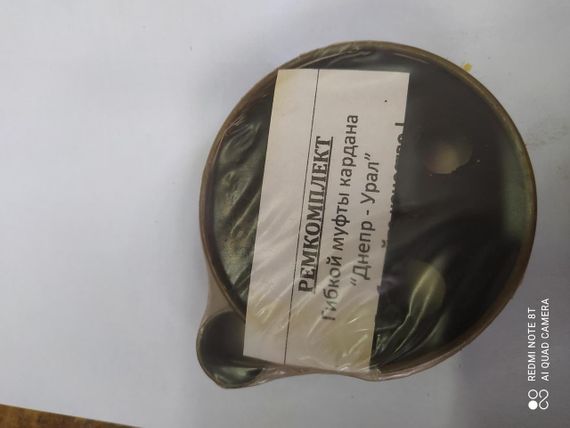 РЕМКОМПЛЕКТ
Гибкой муфты кардана
“Днепр - Урал”
REDMI NOTE 8T
AI QUAD CAMERA